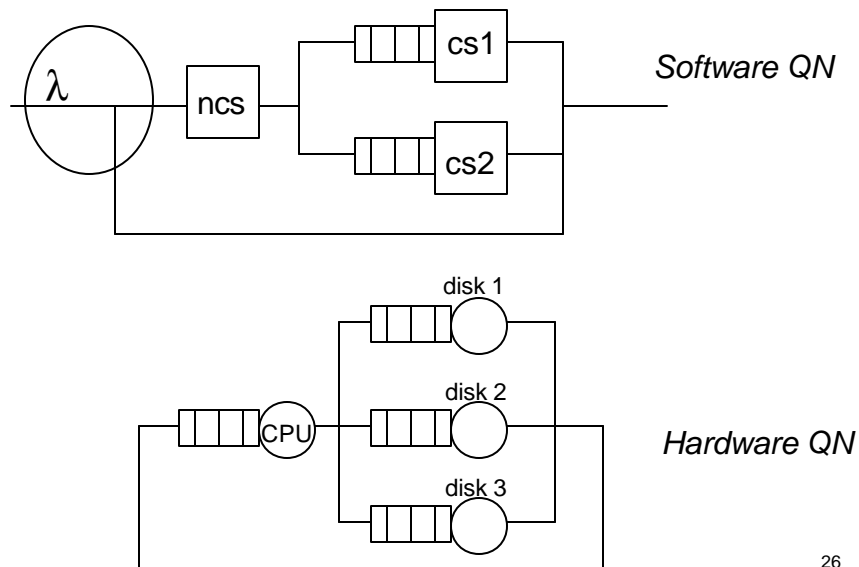 cs1
Software QN
λ
ncs
cs2
disk 1
disk 2
CPU
Hardware QN
disk 3
26